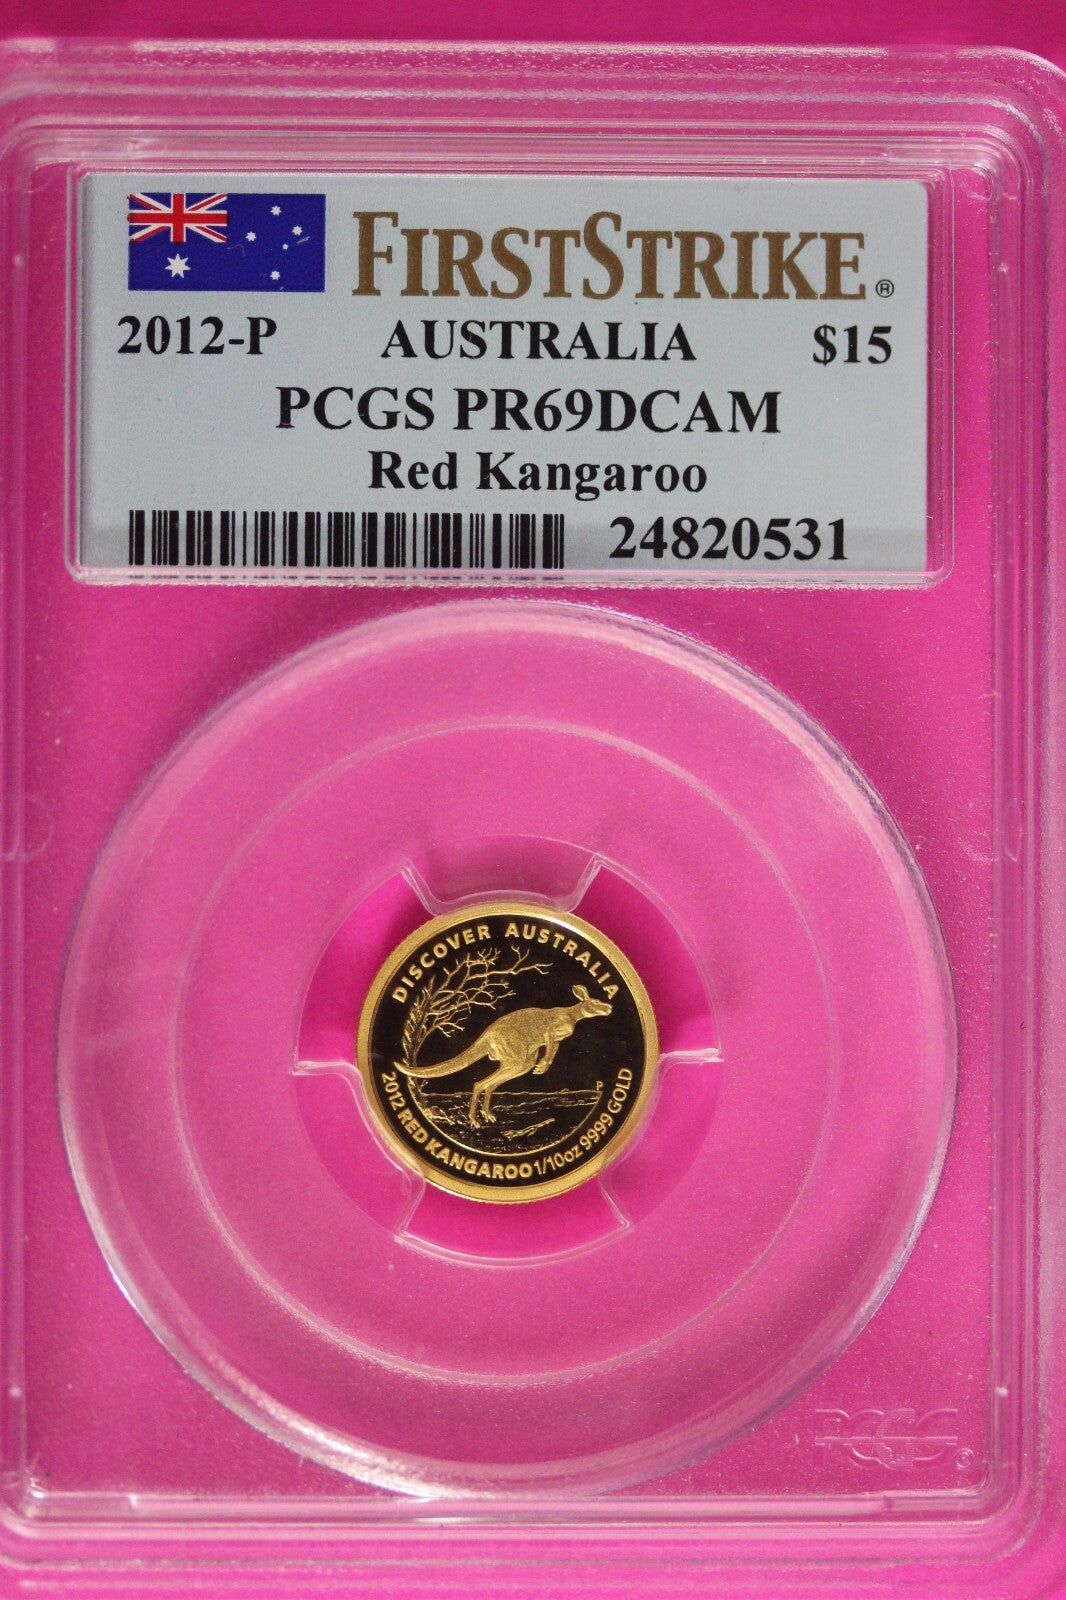 FIRSTSTRIKE®
2012-P AUSTRALIA $15
PCGS PR69DCAM
Red Kangaroo
24820531
DISCOVER AUSTRALIA
P
2012 RED KANGAROO 1/10oz 9999 GOLD
PCGS